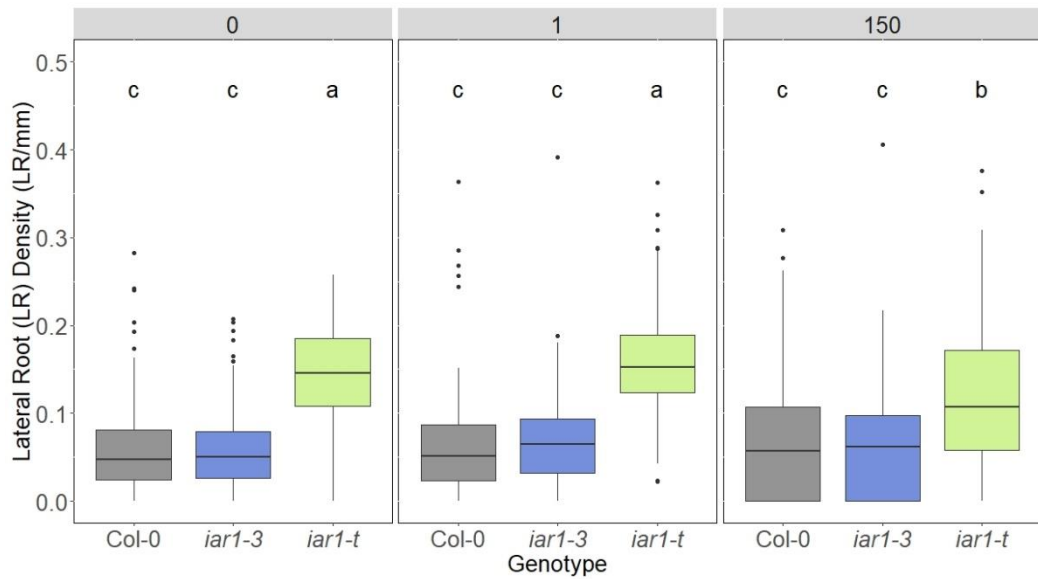 0 1 150
0.5
0.4
0.3
0.2
0.1
0.0
Lateral Root (LR) Density (LR/mm)
c c a c c a c c b
Col-0 iar1-3 iar1-t Col-0 iar1-3 iar1-t Col-0 iar1-3 iar1-t
Genotype